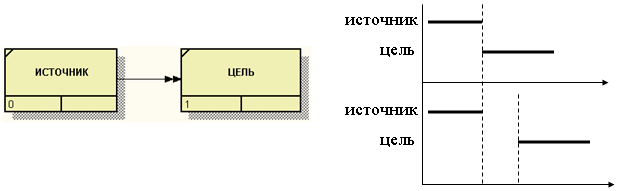 ИСТОЧНИК
0
ЦЕЛЬ
1
источник
цель
источник
цель